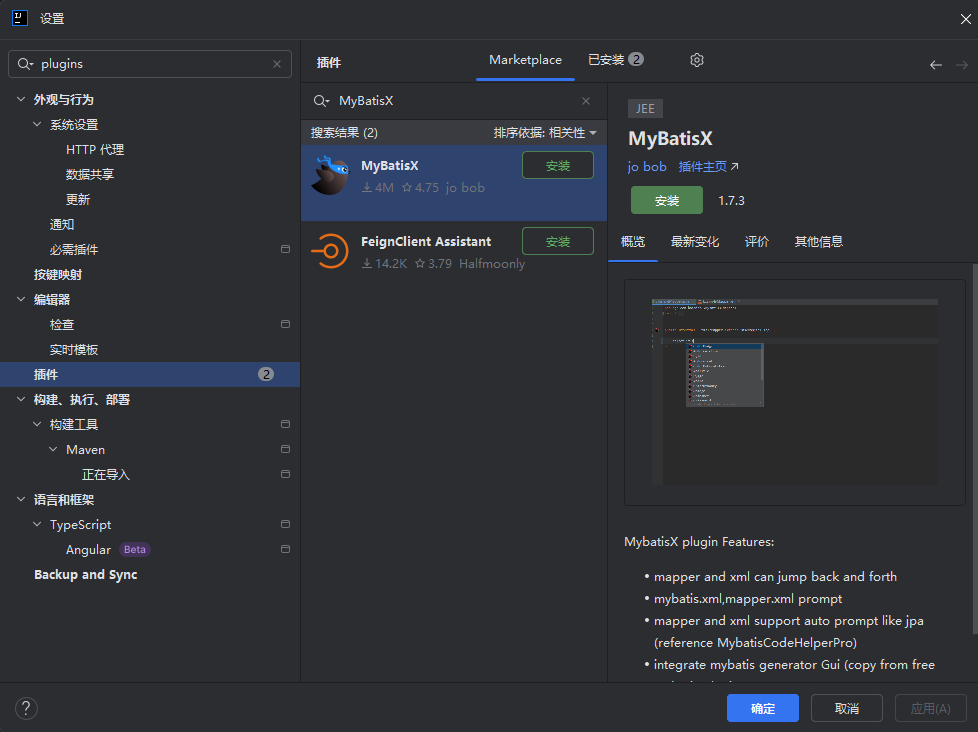 设置
plugins
外观与行为
系统设置
HTTP 代理
数据共享
更新
通知
必需插件
按键映射
编辑器
检查
实时模板
插件 2
构建、执行、部署
构建工具
Maven
正在导入
语言和框架
TypeScript
Angular Beta
Backup and Sync
插件 Marketplace 已安装 2
MyBatisX
搜索结果 (2) 排序依据: 相关性
MyBatisX 安装
4M 4.75 jo bob
FeignClient Assistant 安装
14.2K 3.79 Halfmoonly
JEE
MyBatisX
jo bob 插件主页
安装 1.7.3
概览 最新变化 评价 其他信息
MybatisX plugin Features:
• mapper and xml can jump back and forth
• mybatis.xml,mapper.xml prompt
• mapper and xml support auto prompt like jpa
(reference MybatisCodeHelperPro)
• integrate mybatis generator Gui (copy from free
?
确定 取消 应用(A)